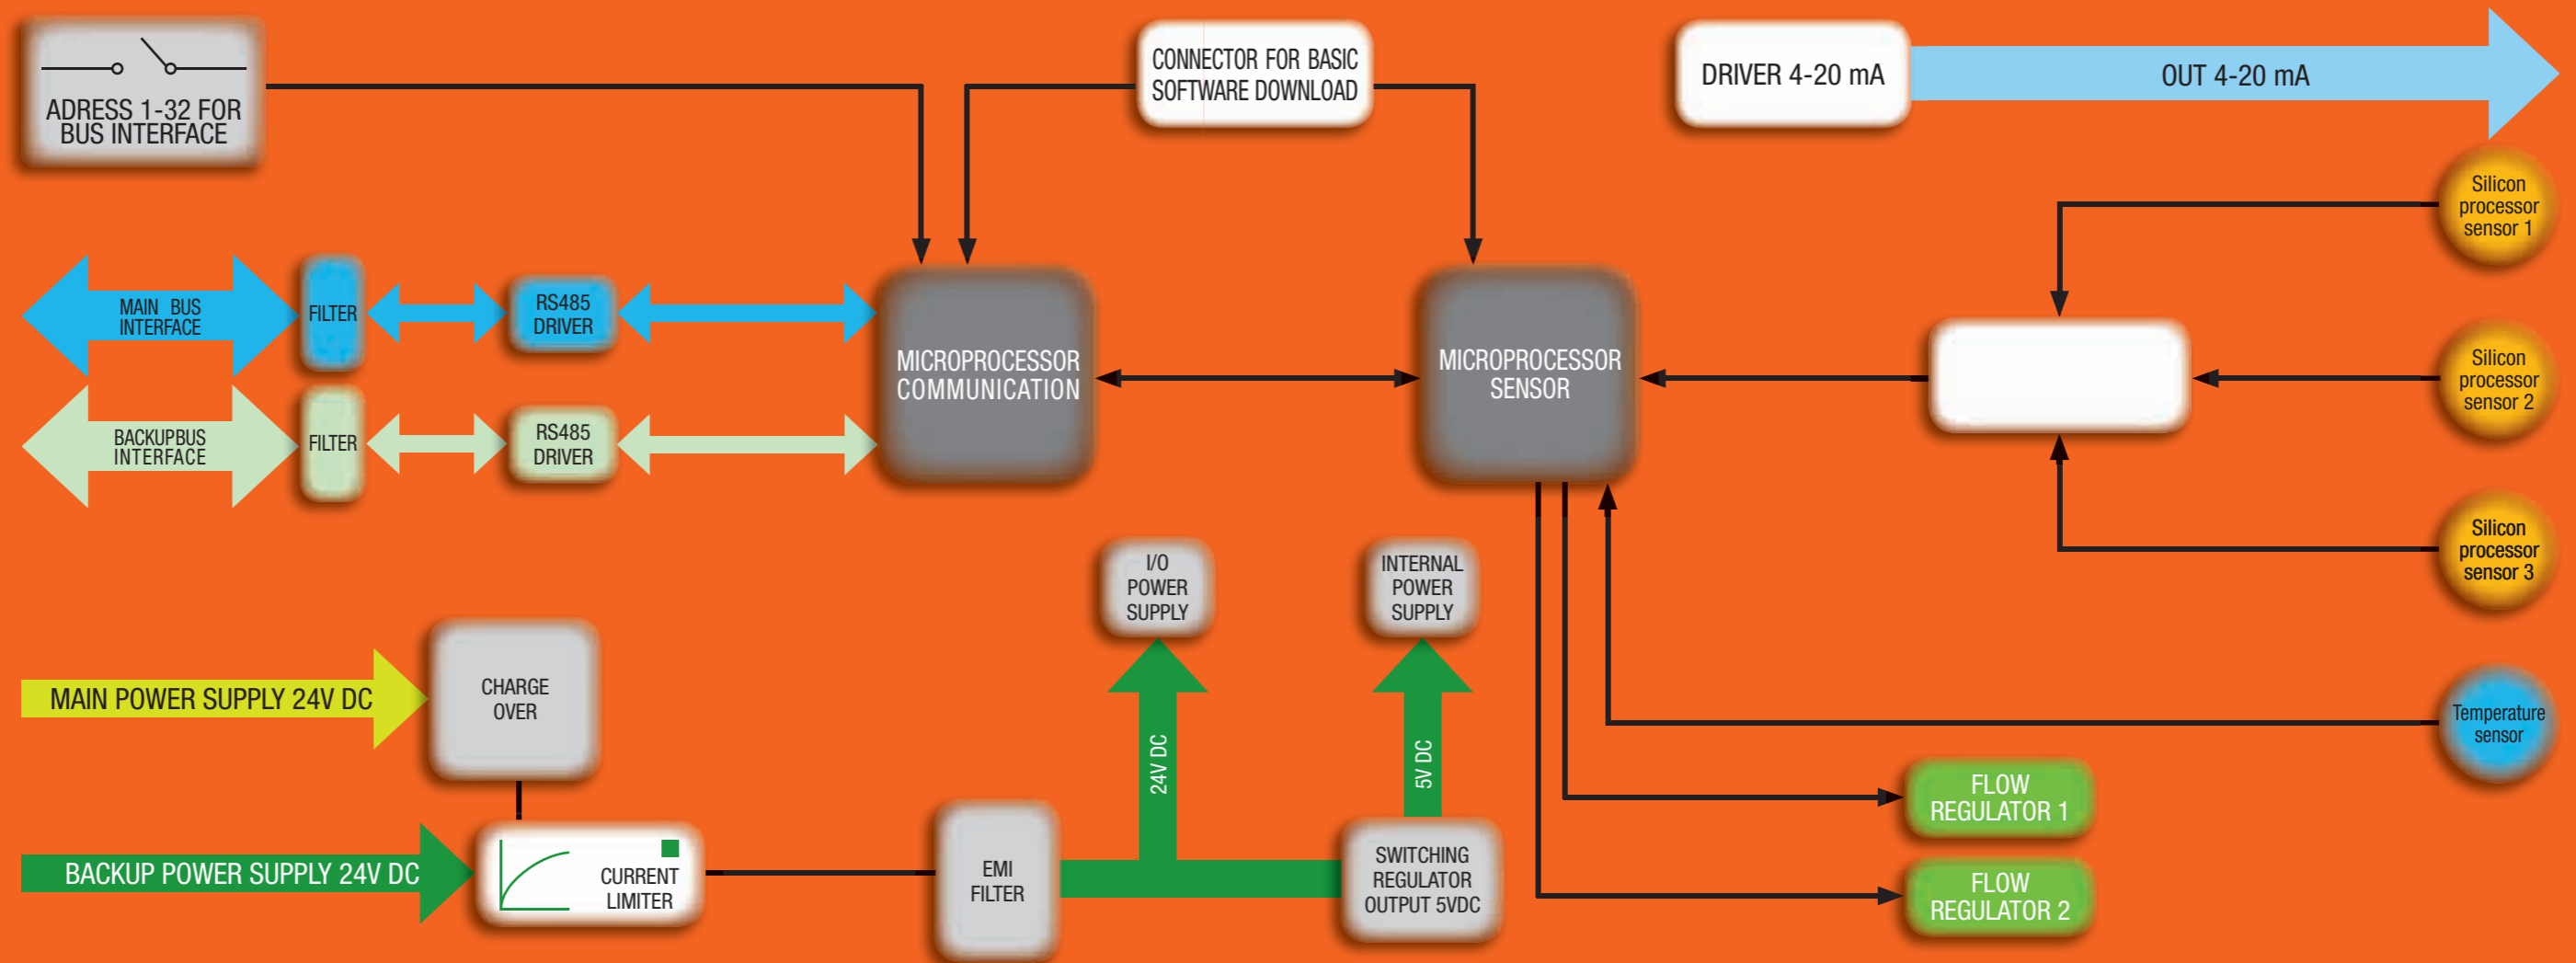 ADRESS 1-32 FOR
BUS INTERFACE
CONNECTOR FOR BASIC
SOFTWARE DOWNLOAD
DRIVER 4-20 mA
OUT 4-20 mA
Silicon
processor
sensor 1
MAIN BUS
INTERFACE
FILTER
RS485
DRIVER
MICROPROCESSOR
COMMUNICATION
MICROPROCESSOR
SENSOR
Silicon
processor
sensor 2
BACKUPBUS
INTERFACE
FILTER
RS485
DRIVER
Silicon
processor
sensor 3
I/O
POWER
SUPPLY
INTERNAL
POWER
SUPPLY
MAIN POWER SUPPLY 24V DC
CHARGE
OVER
24V DC
5V DC
Temperature
sensor
FLOW
REGULATOR 1
BACKUP POWER SUPPLY 24V DC
CURRENT
LIMITER
EMI
FILTER
SWITCHING
REGULATOR
OUTPUT 5VDC
FLOW
REGULATOR 2